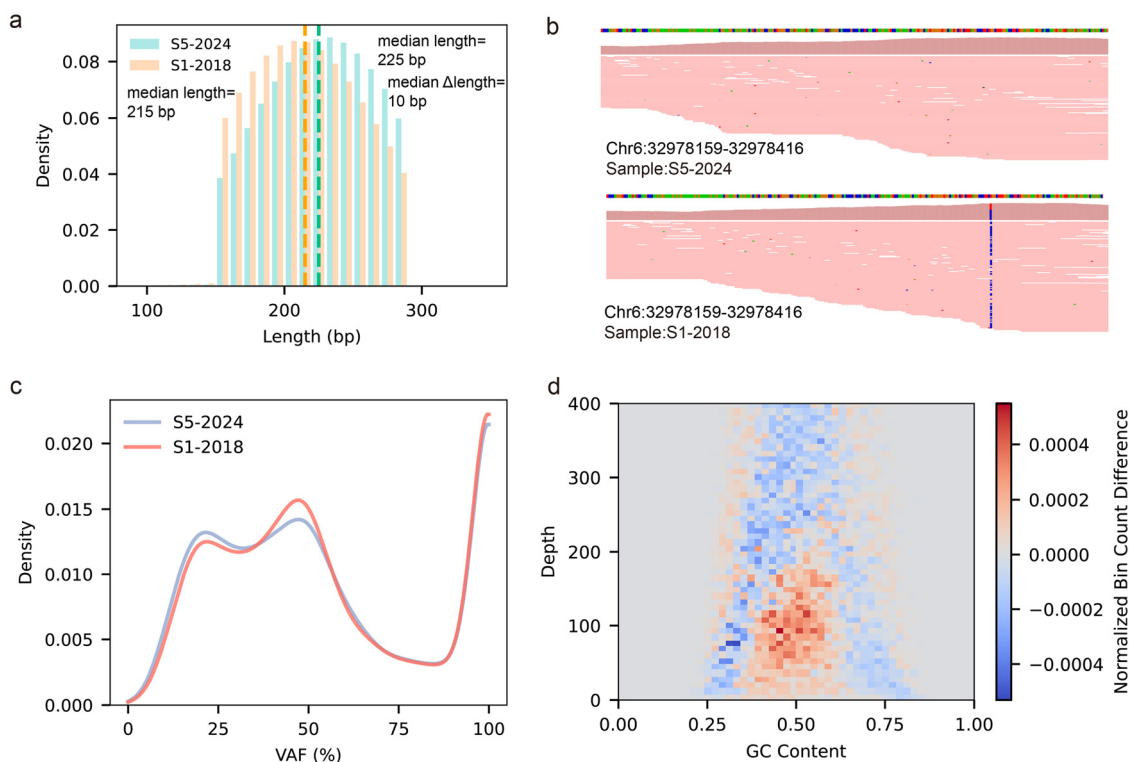 a
S5-2024
S1-2018
median length=
215 bp
median length=
225 bp
median Δlength=
10 bp
0.08
0.06
0.04
0.02
0.00
Density
100
200
300
Length (bp)
b
Chr6:32978159-32978416
Sample:S5-2024
Chr6:32978159-32978416
Sample:S1-2018
c
S5-2024
S1-2018
0.020
0.015
0.010
0.005
0.000
Density
0
25
50
75
100
VAF (%)
d
400
300
200
100
0
Depth
0.00
0.25
0.50
0.75
1.00
GC Content
0.0004
0.0002
0.0000
−0.0002
−0.0004
Normalized Bin Count Difference